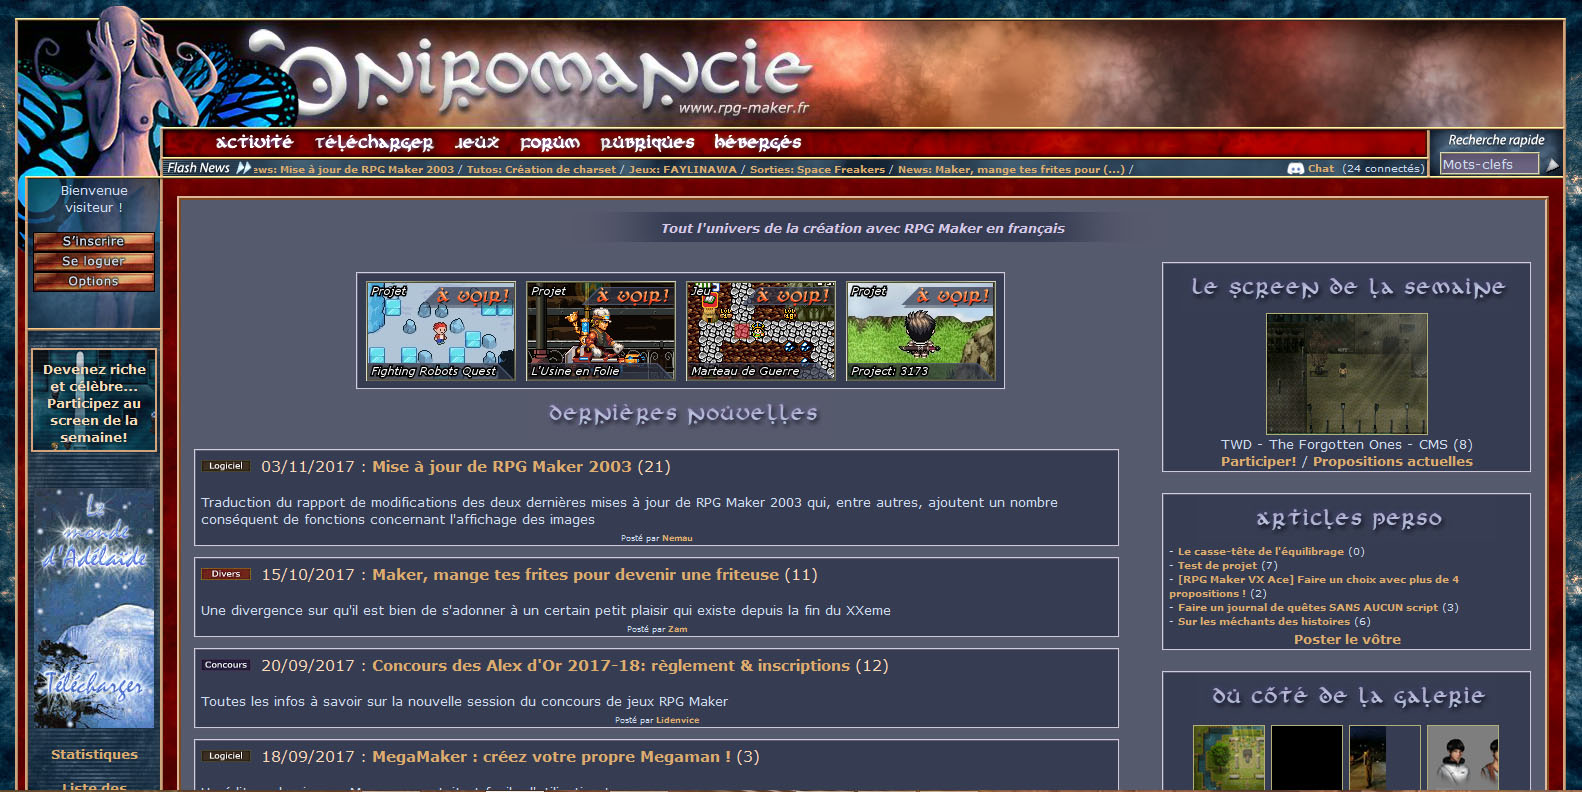 Oniromancie
www.rpg-maker.fr
Activité Télécharger Jeux Forum Rubriques Hébergés
Recherche rapide
Mots-clefs
Flash News ews: Mise à jour de RPG Maker 2003 / Tutos: Création de charset / Jeux: FAYLINAWA / Sorties: Space Freakers / News: Maker, mange tes frites pour (...) /
Chat (24 connectés)
Bienvenue
visiteur !
S'inscrire
Se loguer
Options
Devenez riche
et célèbre...
Participez au
screen de la
semaine!
Le
monde
d'Adélaïde
Télécharger
Statistiques
Liste des
Tout l'univers de la création avec RPG Maker en français
Projet À voir!
Fighting Robots Quest
Projet À voir!
L'Usine en Folie
Jeu À voir!
Marteau de Guerre
Projet À voir!
Project: 3173
Dernières nouvelles
Logiciel 03/11/2017 : Mise à jour de RPG Maker 2003 (21)
Traduction du rapport de modifications des deux dernières mises à jour de RPG Maker 2003 qui, entre autres, ajoutent un nombre
conséquent de fonctions concernant l'affichage des images
Posté par Nemau
Divers 15/10/2017 : Maker, mange tes frites pour devenir une friteuse (11)
Une divergence sur qu'il est bien de s'adonner à un certain petit plaisir qui existe depuis la fin du XXeme
Posté par Zam
Concours 20/09/2017 : Concours des Alex d'Or 2017-18: règlement & inscriptions (12)
Toutes les infos à savoir sur la nouvelle session du concours de jeux RPG Maker
Posté par Lidenvice
Logiciel 18/09/2017 : MegaMaker : créez votre propre Megaman ! (3)
Le screen de la semaine
TWD - The Forgotten Ones - CMS (8)
Participer! / Propositions actuelles
Articles perso
- Le casse-tête de l'équilibrage (0)
- Test de projet (7)
- [RPG Maker VX Ace] Faire un choix avec plus de 4
propositions ! (2)
- Faire un journal de quêtes SANS AUCUN script (3)
- Sur les méchants des histoires (6)
Poster le vôtre
Du côté de la galerie